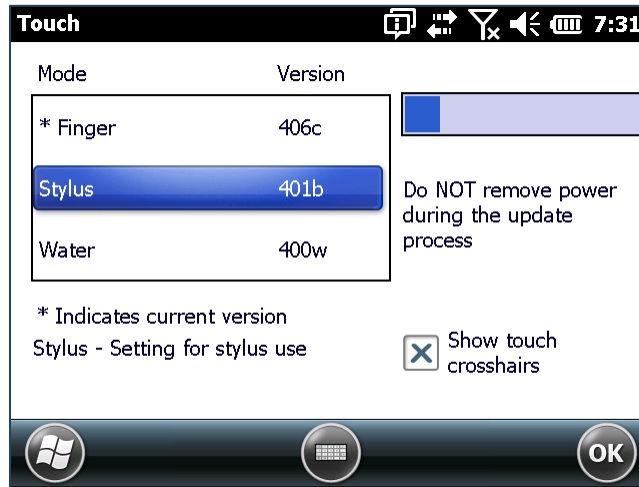 Touch 7:31
Mode Version
* Finger 406c
Stylus 401b
Water 400w
Do NOT remove power
during the update
process
* Indicates current version
Stylus - Setting for stylus use
Show touch
crosshairs
OK